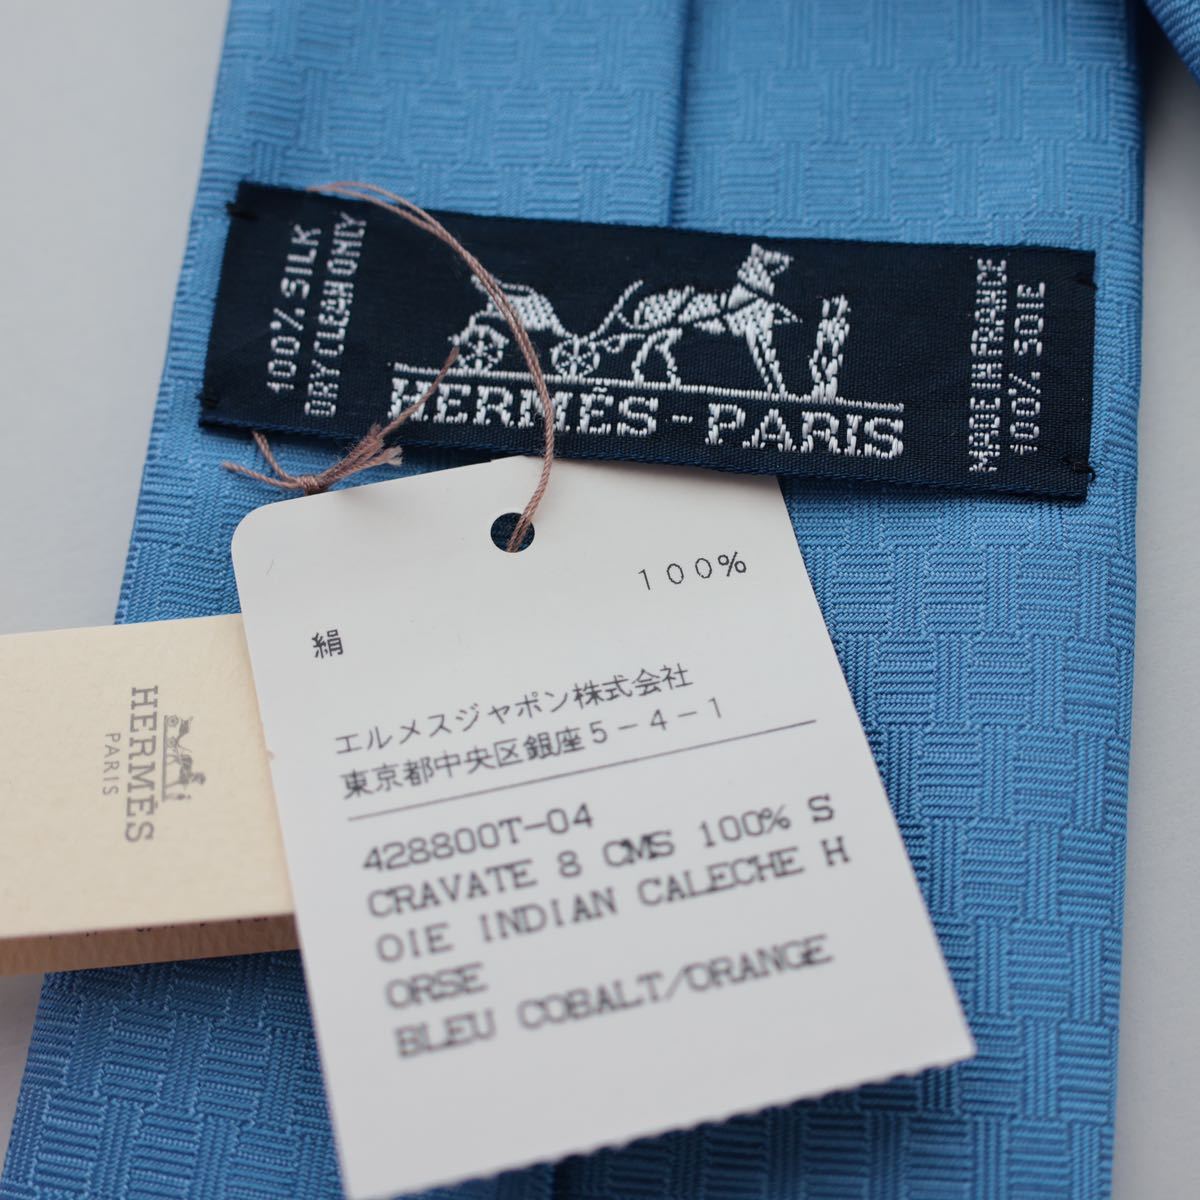 100% SILK
DRY CLEAN ONLY
HERMÈS-PARIS
MADE IN FRANCE
100% SOIE
100%
絹
エルメスジャポン株式会社
東京都中央区銀座5-4-1
428800T-04
CRAVATE 8 CMS 100% S
OIE INDIAN CALECHE H
ORSE
BLEU COBALT/ORANGE
HERMÈS
PARIS